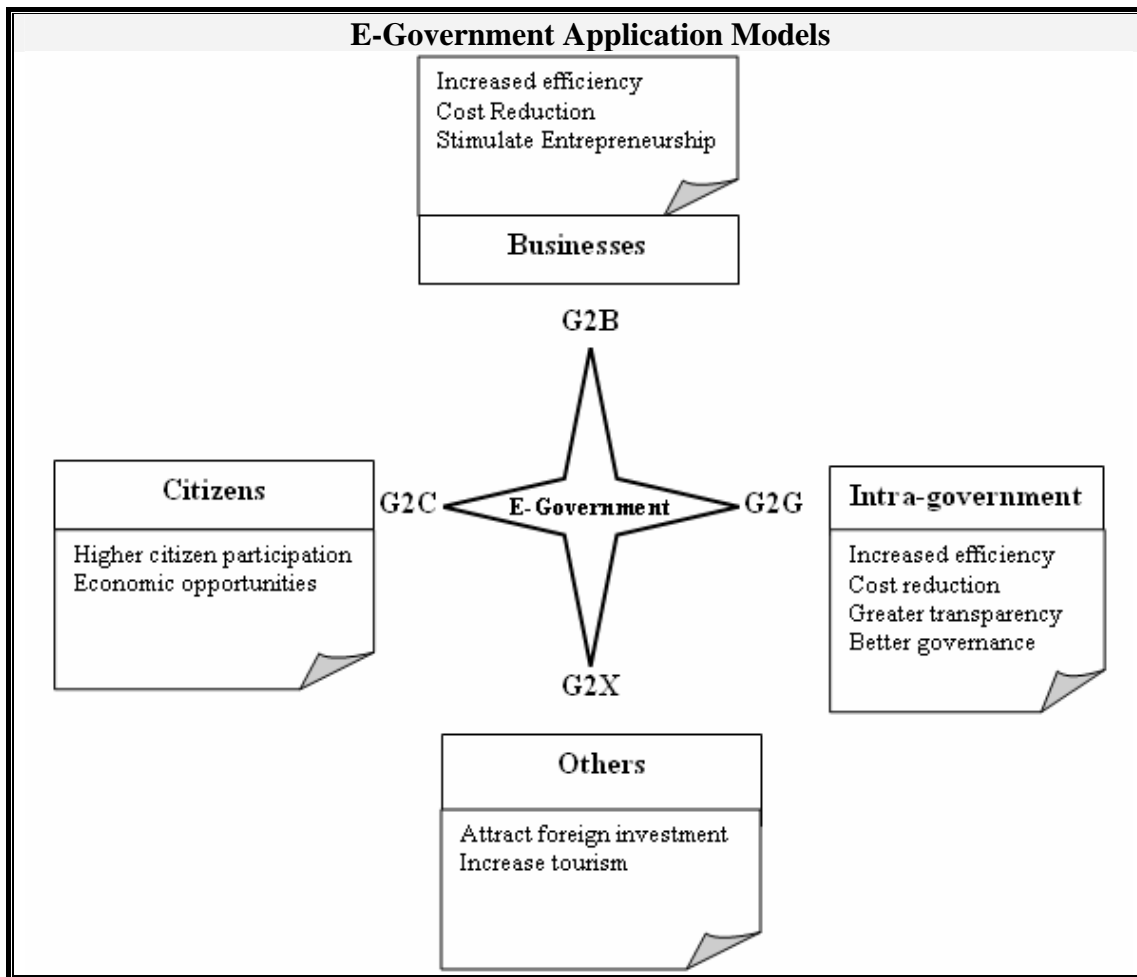 E-Government Application Models
Increased efficiency
Cost Reduction
Stimulate Entrepreneurship
Businesses
G2B
Citizens
Higher citizen participation
Economic opportunities
G2C
E-Government
G2G
Intra-government
Increased efficiency
Cost reduction
Greater transparency
Better governance
G2X
Others
Attract foreign investment
Increase tourism